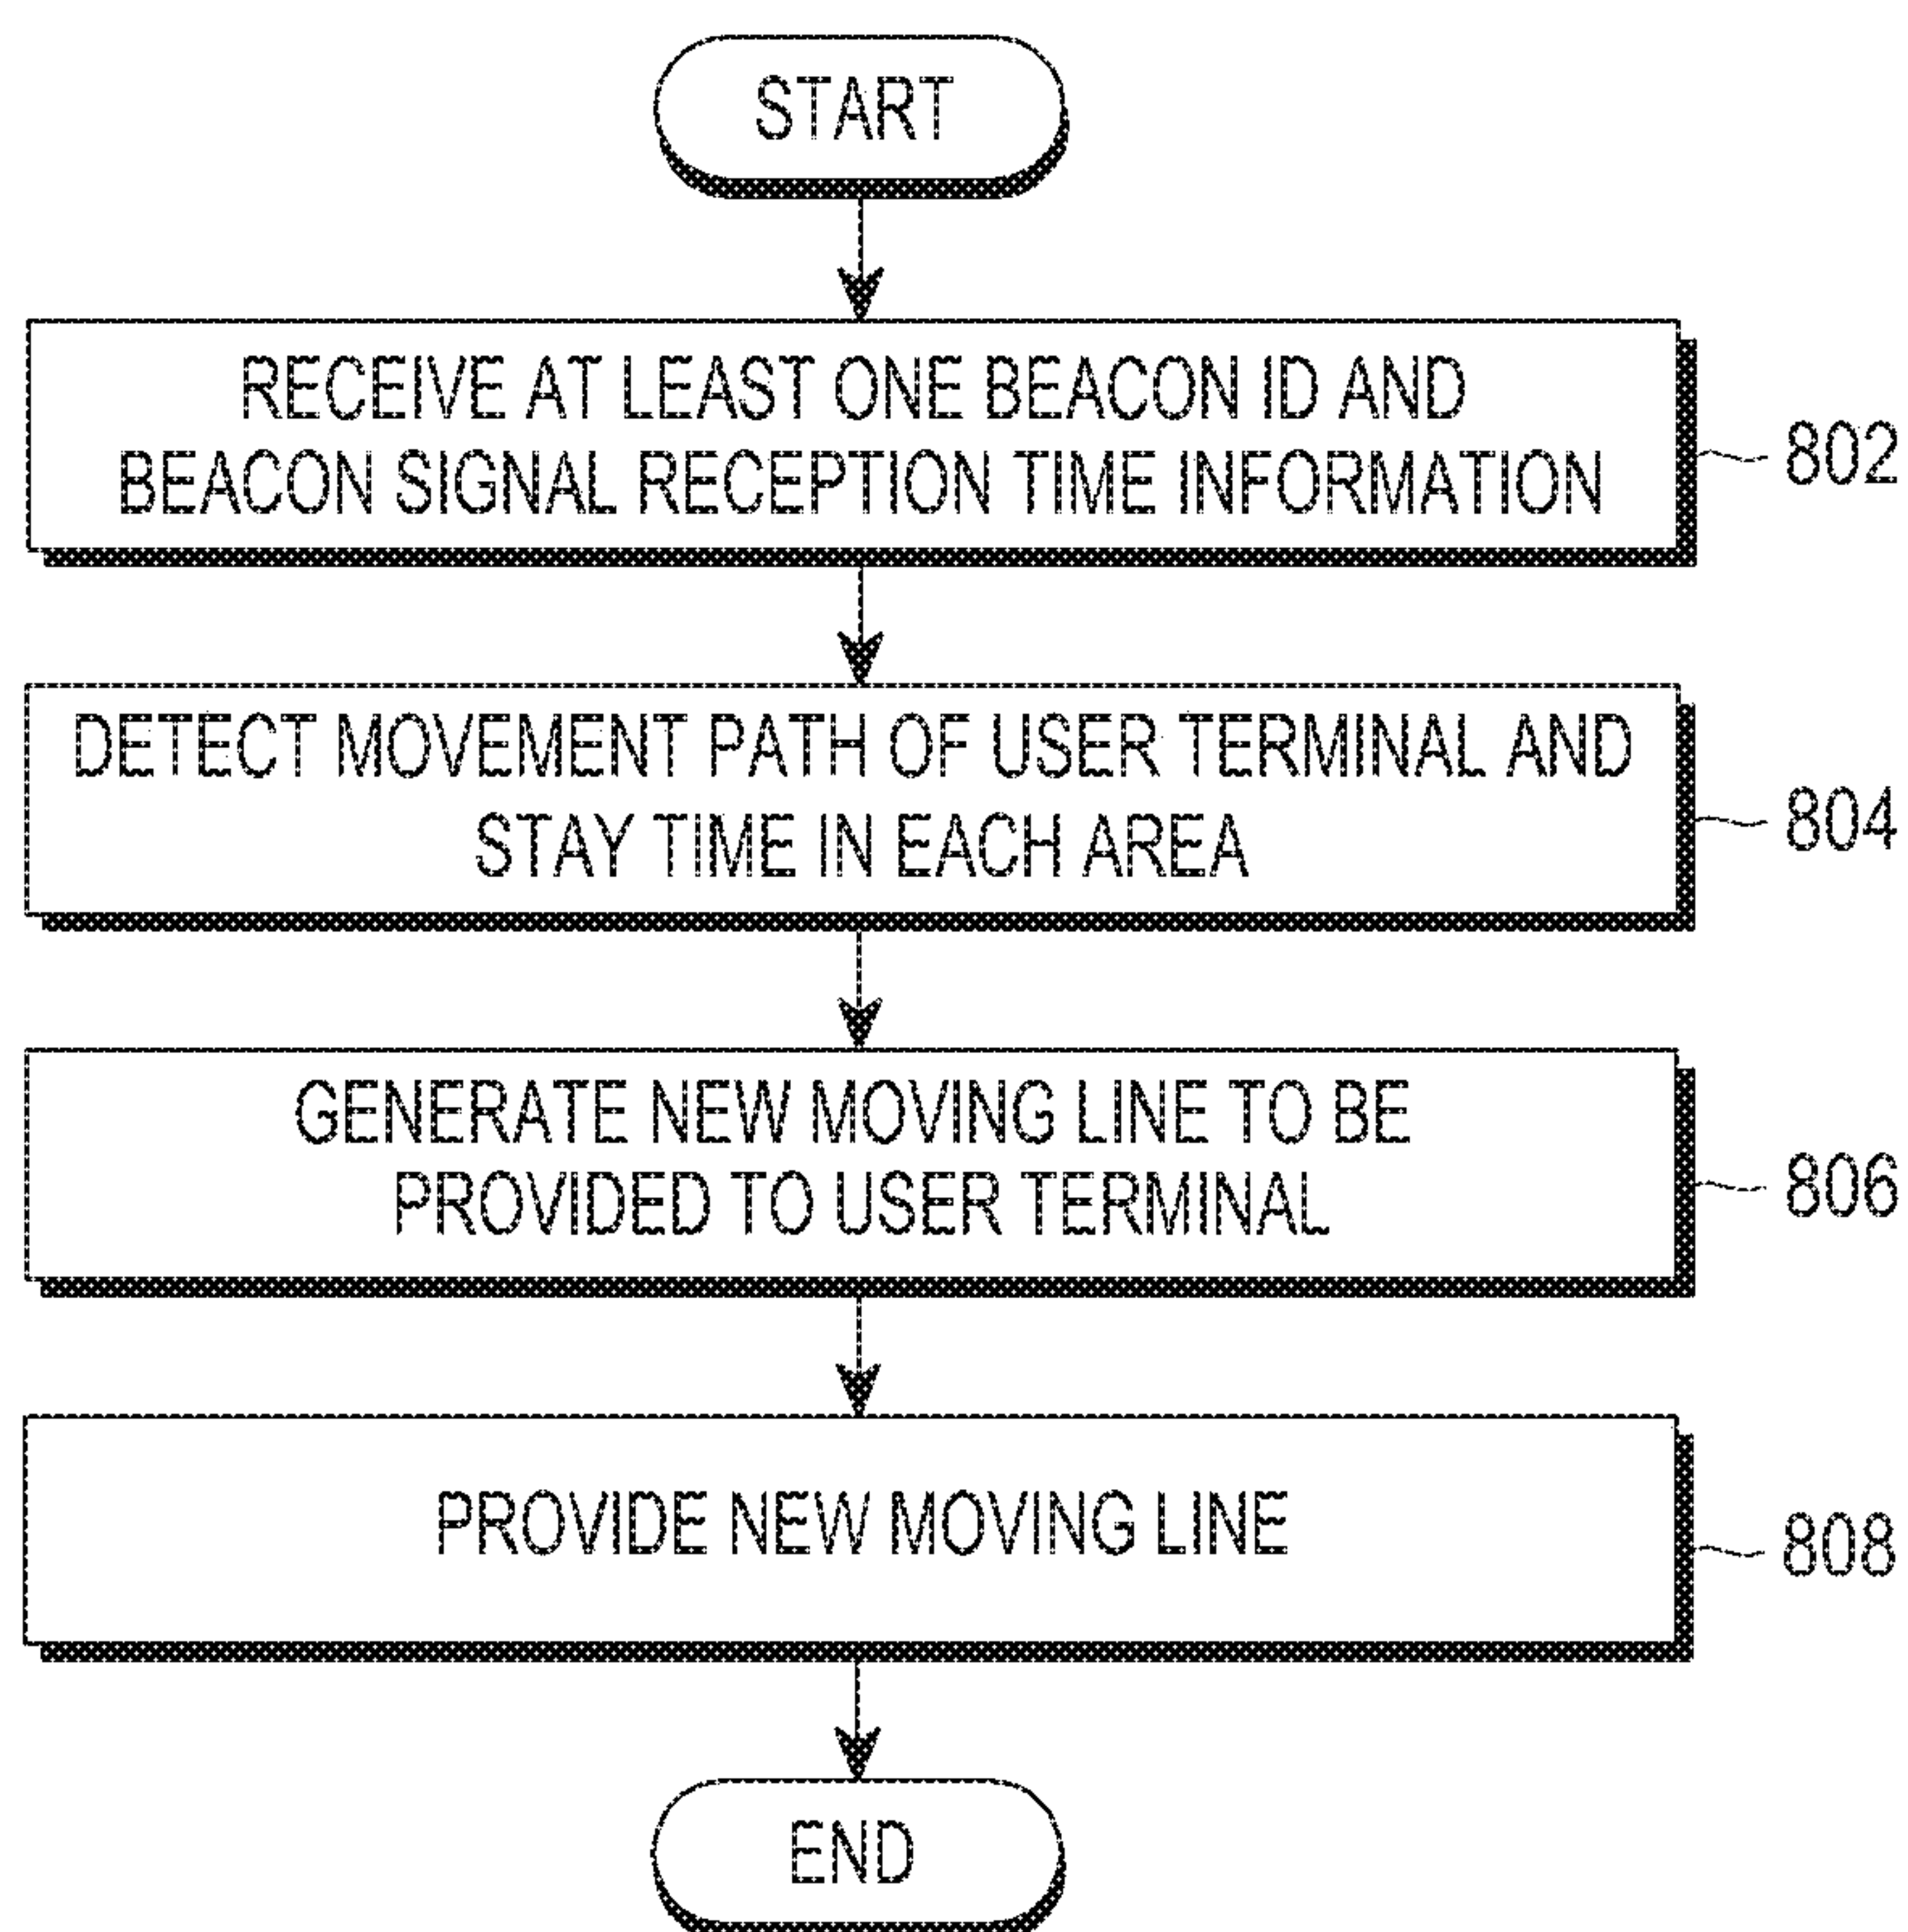 START
RECEIVE AT LEAST ONE BEACON ID AND
BEACON SIGNAL RECEPTION TIME INFORMATION
802
DETECT MOVEMENT PATH OF USER TERMINAL AND
STAY TIME IN EACH AREA
804
GENERATE NEW MOVING LINE TO BE
PROVIDED TO USER TERMINAL
806
PROVIDE NEW MOVING LINE
808
END